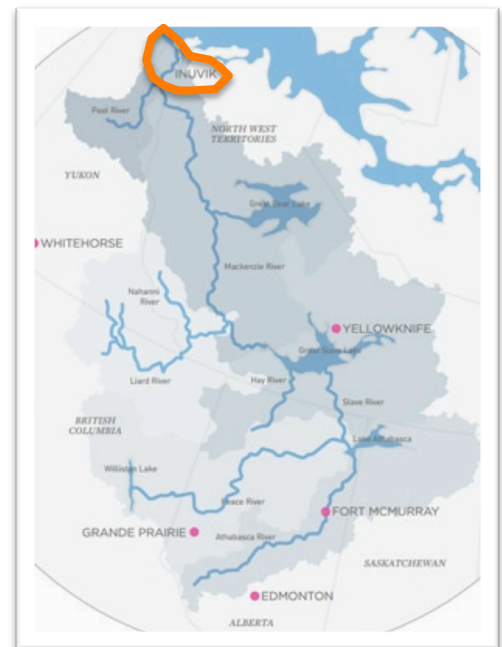 INUVIK
Peel River
NORTH WEST
TERRITORIES
YUKON
Great Bear Lake
WHITEHORSE
Mackenzie River
Nahanni
River
YELLOWKNIFE
Great Slave Lake
Liard River
Hay River
Slave River
BRITISH
COLUMBIA
Lake Athabasca
Williston Lake
Peace River
FORT MCMURRAY
GRANDE PRAIRIE
Athabasca River
SASKATCHEWAN
EDMONTON
ALBERTA